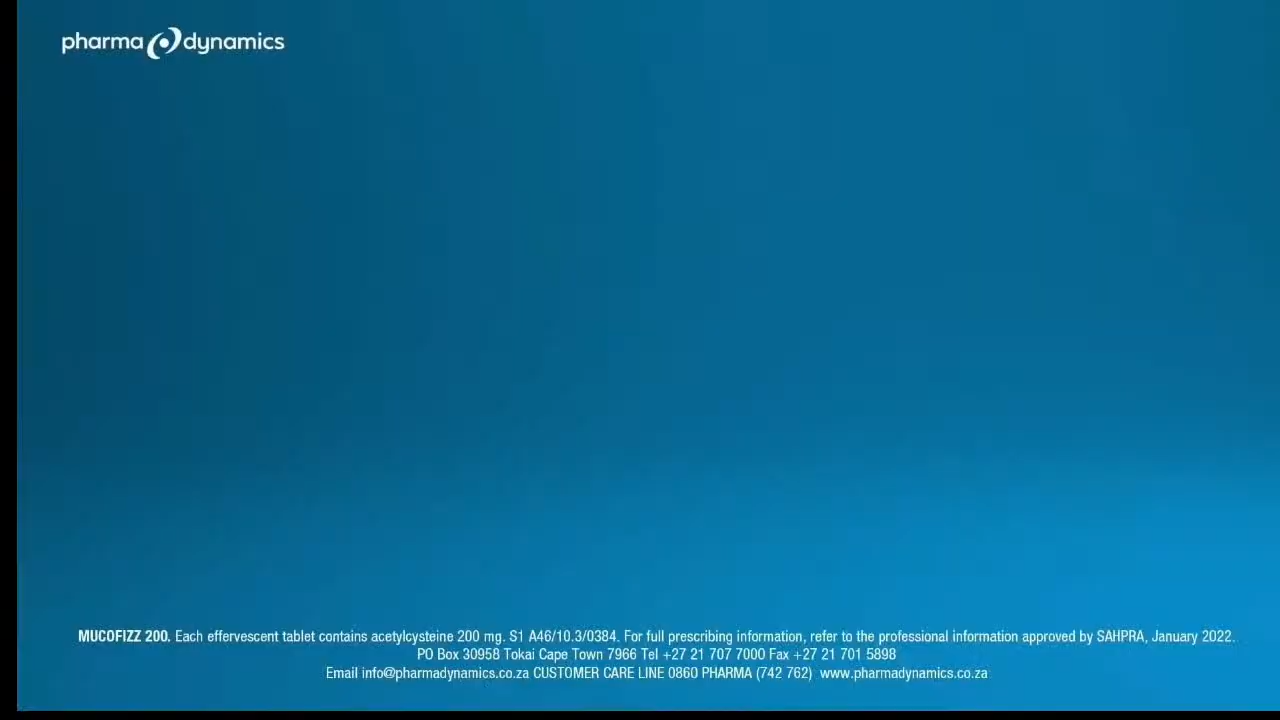 pharma dynamics
MUCOFIZZ 200. Each effervescent tablet contains acetylcysteine 200 mg. S1 A46/10.3/0384. For full prescribing information, refer to the professional information approved by SAHPRA, January 2022.
PO Box 30958 Tokai Cape Town 7966 Tel +27 21 707 7000 Fax +27 21 701 5898
Email info@pharmadynamics.co.za CUSTOMER CARE LINE 0860 PHARMA (742 762) www.pharmadynamics.co.za